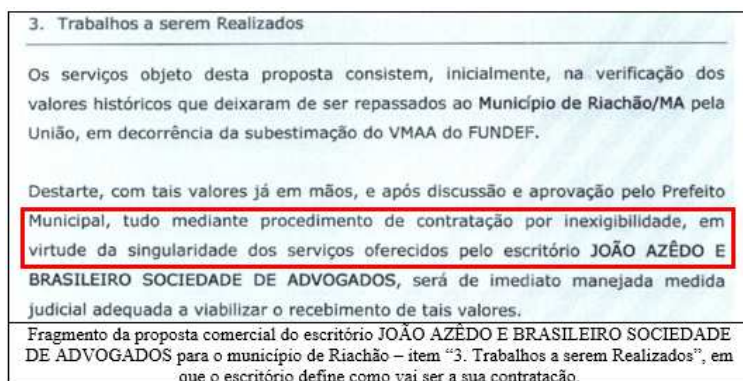 3. Trabalhos a serem Realizados
Os serviços objeto desta proposta consistem, inicialmente, na verificação dos
valores históricos que deixaram de ser repassados ao Município de Riachão/MA pela
União, em decorrência da subestimação do VMAA do FUNDEF.
Destarte, com tais valores já em mãos, e após discussão e aprovação pelo Prefeito
Municipal, tudo mediante procedimento de contratação por inexigibilidade, em
virtude da singularidade dos serviços oferecidos pelo escritório JOÃO AZÊDO E
BRASILEIRO SOCIEDADE DE ADVOGADOS, será de imediato manejada medida
judicial adequada a viabilizar o recebimento de tais valores.
Fragmento da proposta comercial do escritório JOÃO AZÊDO E BRASILEIRO SOCIEDADE
DE ADVOGADOS para o município de Riachão – item “3. Trabalhos a serem Realizados”, em
que o escritório define como vai ser a sua contratação.